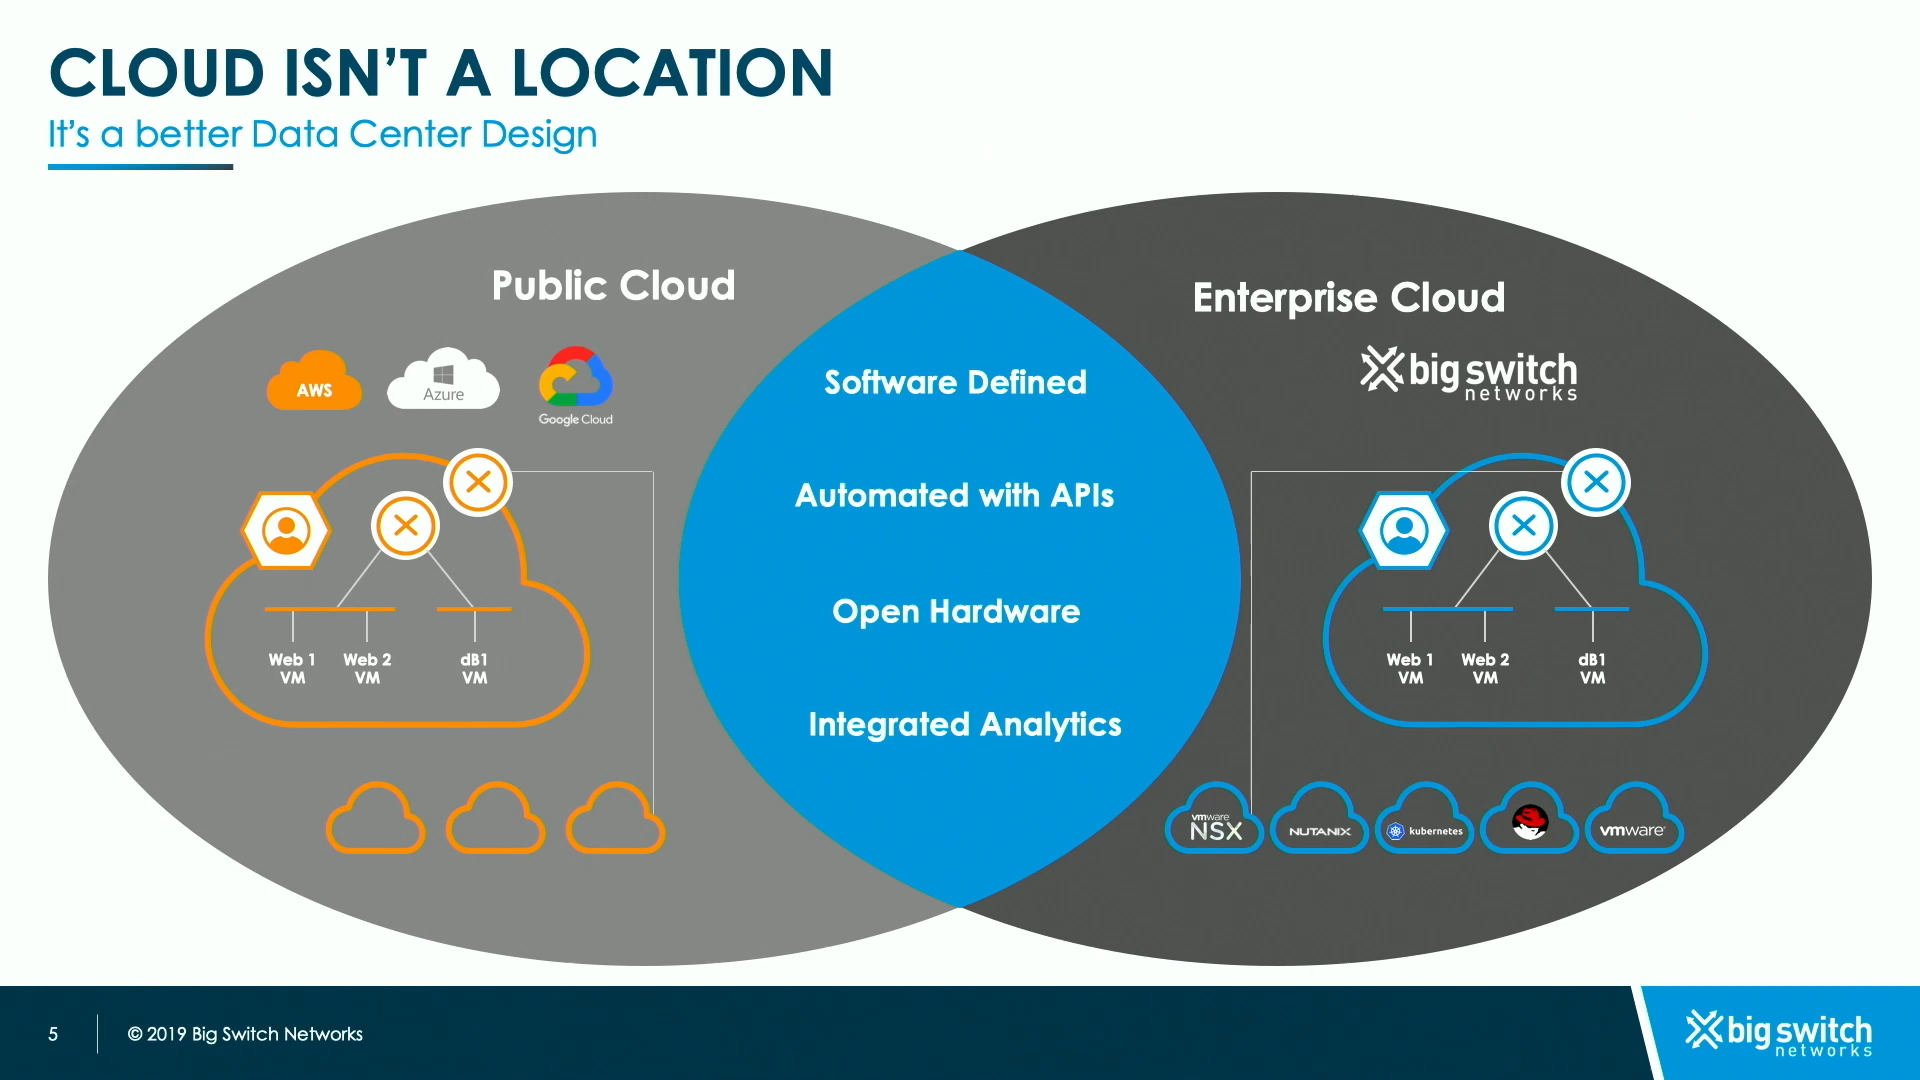 CLOUD ISN'T A LOCATION
It's a better Data Center Design
Public Cloud
AWS
Azure
Google Cloud
Web 1
VM
Web 2
VM
dB1
VM
Software Defined
Automated with APIs
Open Hardware
Integrated Analytics
Enterprise Cloud
big switch
networks
Web 1
VM
Web 2
VM
dB1
VM
vmware
NSX
NUTANIX
kubernetes
vmware®
5
© 2019 Big Switch Networks
big switch
networks